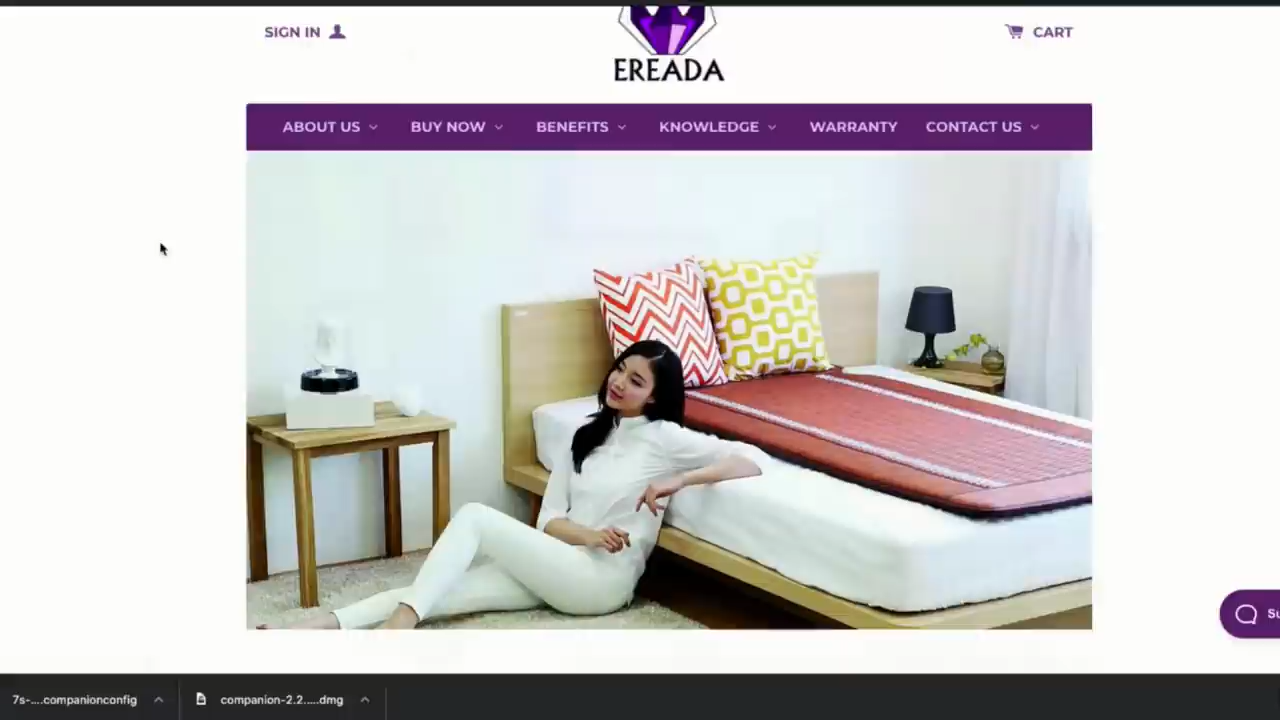 SIGN IN
CART
EREADA
ABOUT US
BUY NOW
BENEFITS
KNOWLEDGE
WARRANTY
CONTACT US
Su
7s-....companionconfig
companion-2.2.....dmg